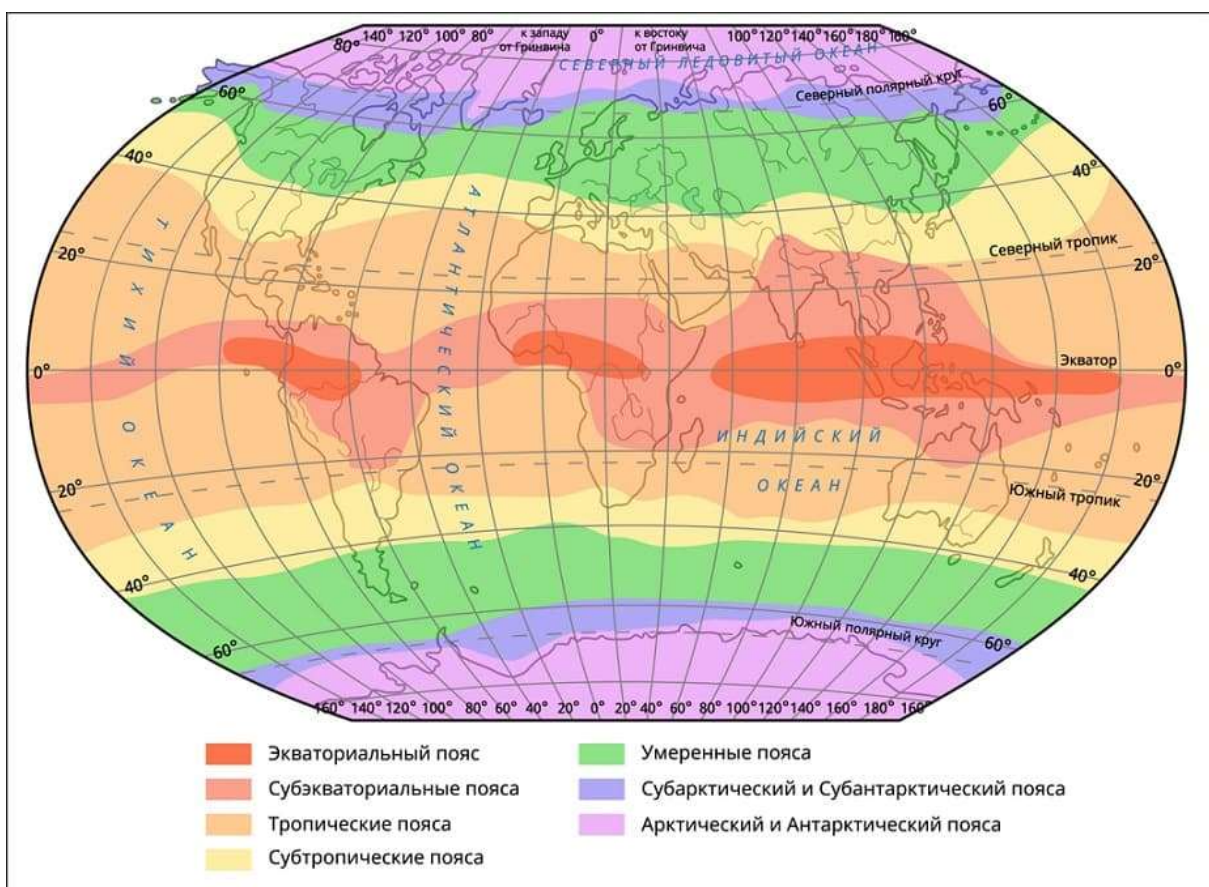 140° 120° 100° 80° к западу от Гринвича 0° к востоку от Гринвича 100° 120° 140° 160° 180°
80°
СЕВЕРНЫЙ ЛЕДОВИТЫЙ ОКЕАН
Северный полярный круг
60° 60°
40° 40°
ТИХИЙ ОКЕАН
АТЛАНТИЧЕСКИЙ ОКЕАН
Северный тропик
20° 20°
Экватор
0° 0°
ИНДИЙСКИЙ
ОКЕАН
20° 20°
Южный тропик
40° 40°
Южный полярный круг
60° 60°
160° 140° 120° 100° 80° 60° 40° 20° 0° 20° 40° 60° 80° 100° 120° 140° 160° 180° 160°
Экваториальный пояс
Субэкваториальные пояса
Тропические пояса
Субтропические пояса
Умеренные пояса
Субарктический и Субантарктический пояса
Арктический и Антарктический пояса